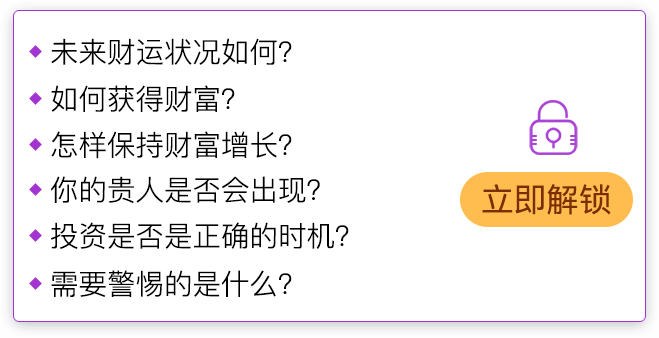 未来财运状况如何?
如何获得财富?
怎样保持财富增长?
你的贵人是否会出现?
投资是否是正确的时机?
需要警惕的是什么?
立即解锁